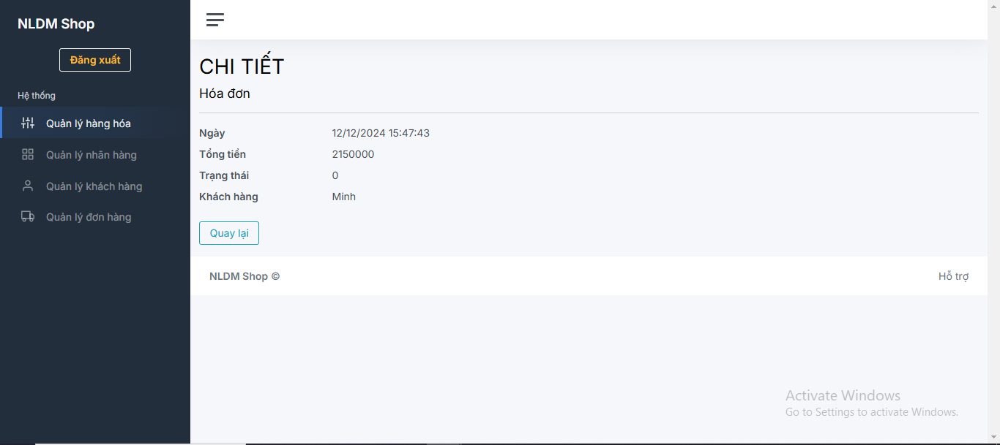 NLDM Shop
Đăng xuất
Hệ thống
Quản lý hàng hóa
Quản lý nhãn hàng
Quản lý khách hàng
Quản lý đơn hàng
CHI TIẾT
Hóa đơn
Ngày 12/12/2024 15:47:43
Tổng tiền 2150000
Trạng thái 0
Khách hàng Minh
Quay lại
NLDM Shop © Hỗ trợ
Activate Windows
Go to Settings to activate Windows.